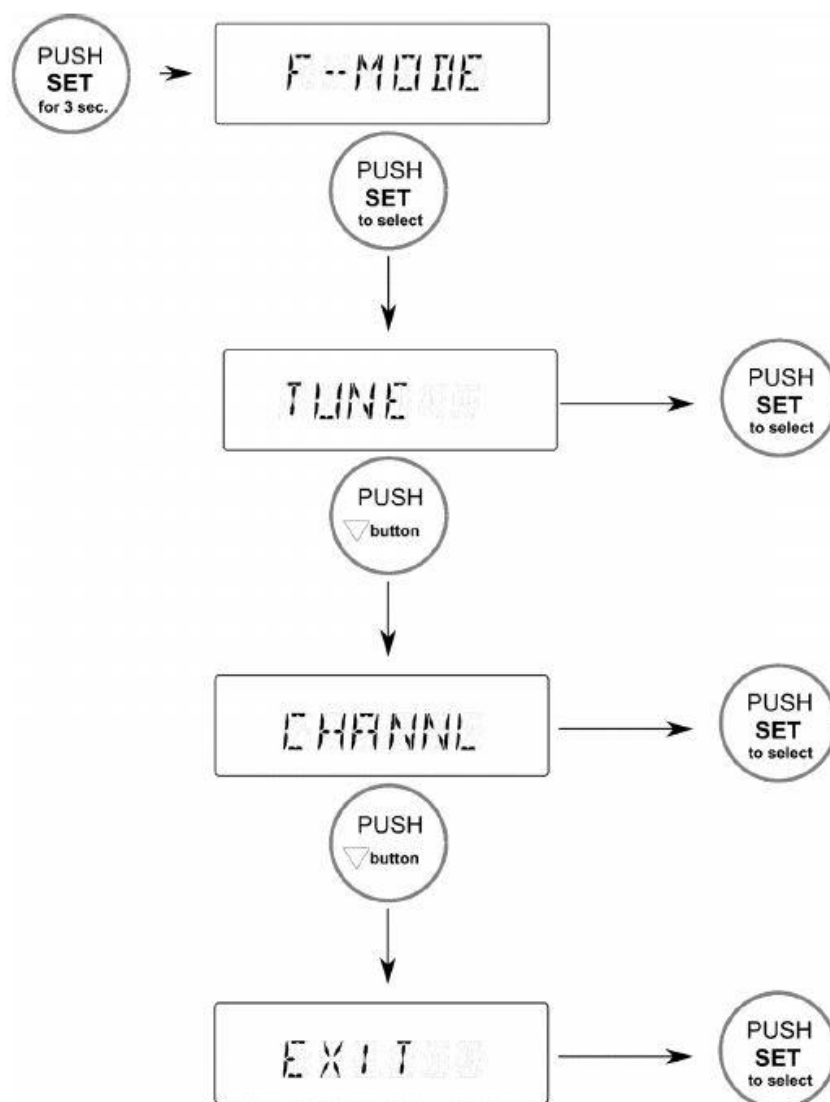 PUSH
SET
for 3 sec.
F--MODE
PUSH
SET
to select
TUNE
PUSH
SET
to select
PUSH
button
CHANNL
PUSH
SET
to select
PUSH
button
EXIT
PUSH
SET
to select